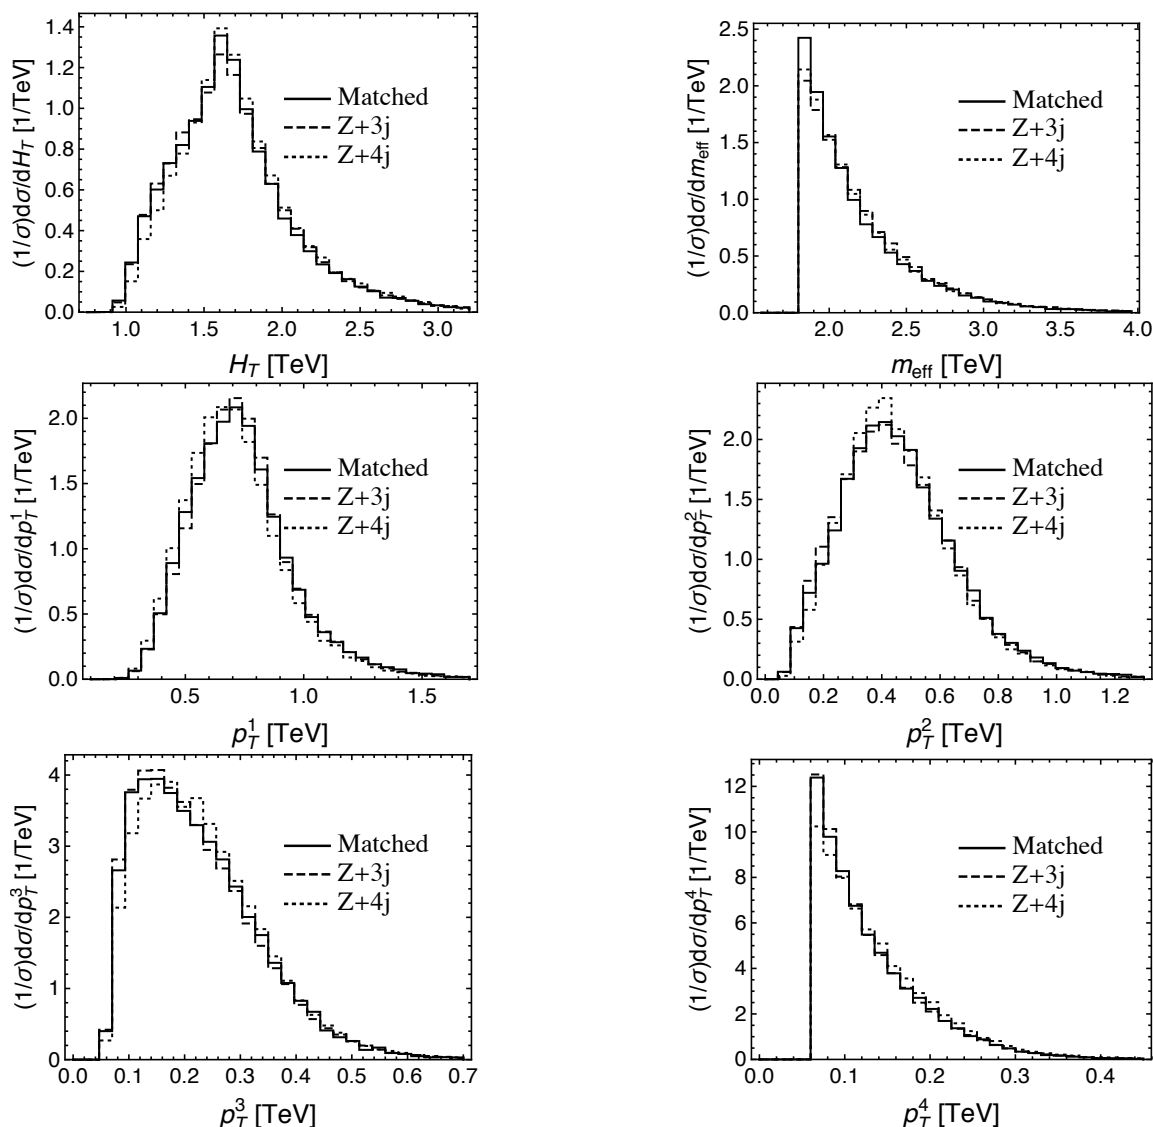 (1/σ)dσ/dH_T [1/TeV]
1.4
1.2
1.0
0.8
0.6
0.4
0.2
0.0
Matched
Z+3j
Z+4j
1.0 1.5 2.0 2.5 3.0
H_T [TeV]
(1/σ)dσ/dm_eff [1/TeV]
2.5
2.0
1.5
1.0
0.5
0.0
Matched
Z+3j
Z+4j
2.0 2.5 3.0 3.5 4.0
m_eff [TeV]
(1/σ)dσ/dp_T^1 [1/TeV]
2.0
1.5
1.0
0.5
0.0
Matched
Z+3j
Z+4j
0.5 1.0 1.5
p_T^1 [TeV]
(1/σ)dσ/dp_T^2 [1/TeV]
2.0
1.5
1.0
0.5
0.0
Matched
Z+3j
Z+4j
0.0 0.2 0.4 0.6 0.8 1.0 1.2
p_T^2 [TeV]
(1/σ)dσ/dp_T^3 [1/TeV]
4
3
2
1
0
Matched
Z+3j
Z+4j
0.0 0.1 0.2 0.3 0.4 0.5 0.6 0.7
p_T^3 [TeV]
(1/σ)dσ/dp_T^4 [1/TeV]
12
10
8
6
4
2
0
Matched
Z+3j
Z+4j
0.0 0.1 0.2 0.3 0.4
p_T^4 [TeV]